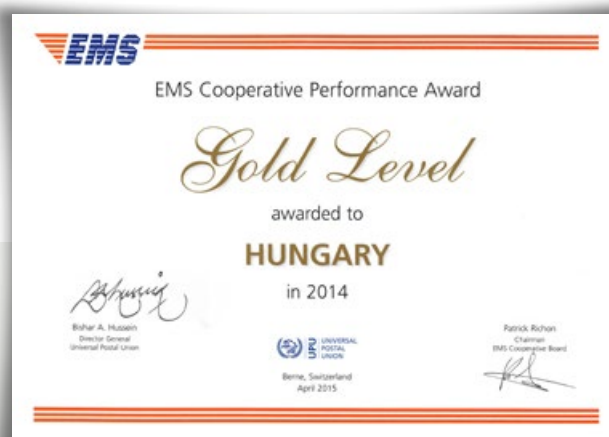 EMS
EMS Cooperative Performance Award
Gold Level
awarded to
HUNGARY
in 2014
Bishar A. Hussein
Director General
Universal Postal Union
UPU
UNIVERSAL
POSTAL
UNION
Berne, Switzerland
April 2015
Patrick Richon
Chairman
EMS Cooperative Board